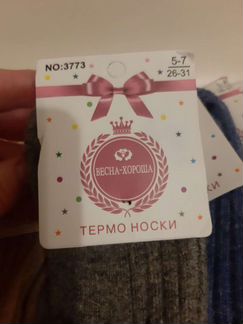 NO:3773
5-7
26-31
ВЕСНА-ХОРОША
ТЕРМО НОСКИ